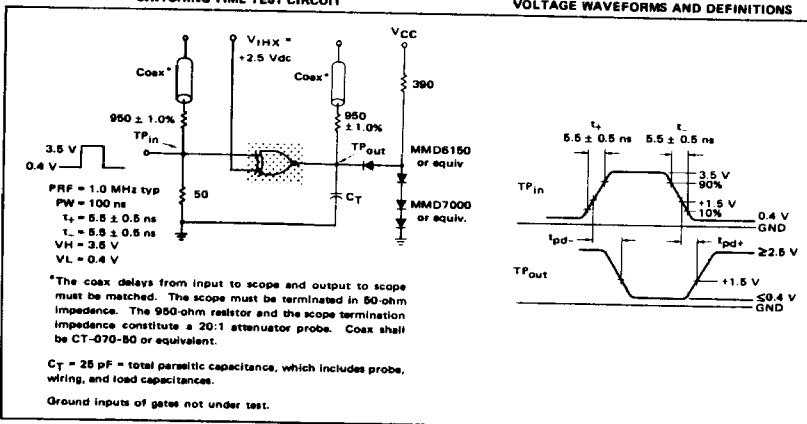 SWITCHING TIME TEST CIRCUIT
VOLTAGE WAVEFORMS AND DEFINITIONS
VCC
VIHX =
+2.5 Vdc
Coax*
Coax*
390
950 ± 1.0%
950
± 1.0%
TPin
TPout
MMD6150
or equiv
3.5 V
0.4 V
50
CT
MMD7000
or equiv.
PRF = 1.0 MHz typ
PW = 100 ns
t+ = 5.5 ± 0.5 ns
t– = 5.5 ± 0.5 ns
VH = 3.5 V
VL = 0.4 V
*The coax delays from input to scope and output to scope
must be matched. The scope must be terminated in 50-ohm
impedance. The 950-ohm resistor and the scope termination
impedance constitute a 20:1 attenuator probe. Coax shall
be CT-070-50 or equivalent.
CT = 25 pF = total parasitic capacitance, which includes probe,
wiring, and load capacitances.
Ground inputs of gates not under test.
t+
t–
5.5 ± 0.5 ns
5.5 ± 0.5 ns
TPin
3.5 V
90%
+1.5 V
10%
0.4 V
GND
tpd–
tpd+
TPout
≥2.5 V
+1.5 V
≤0.4 V
GND